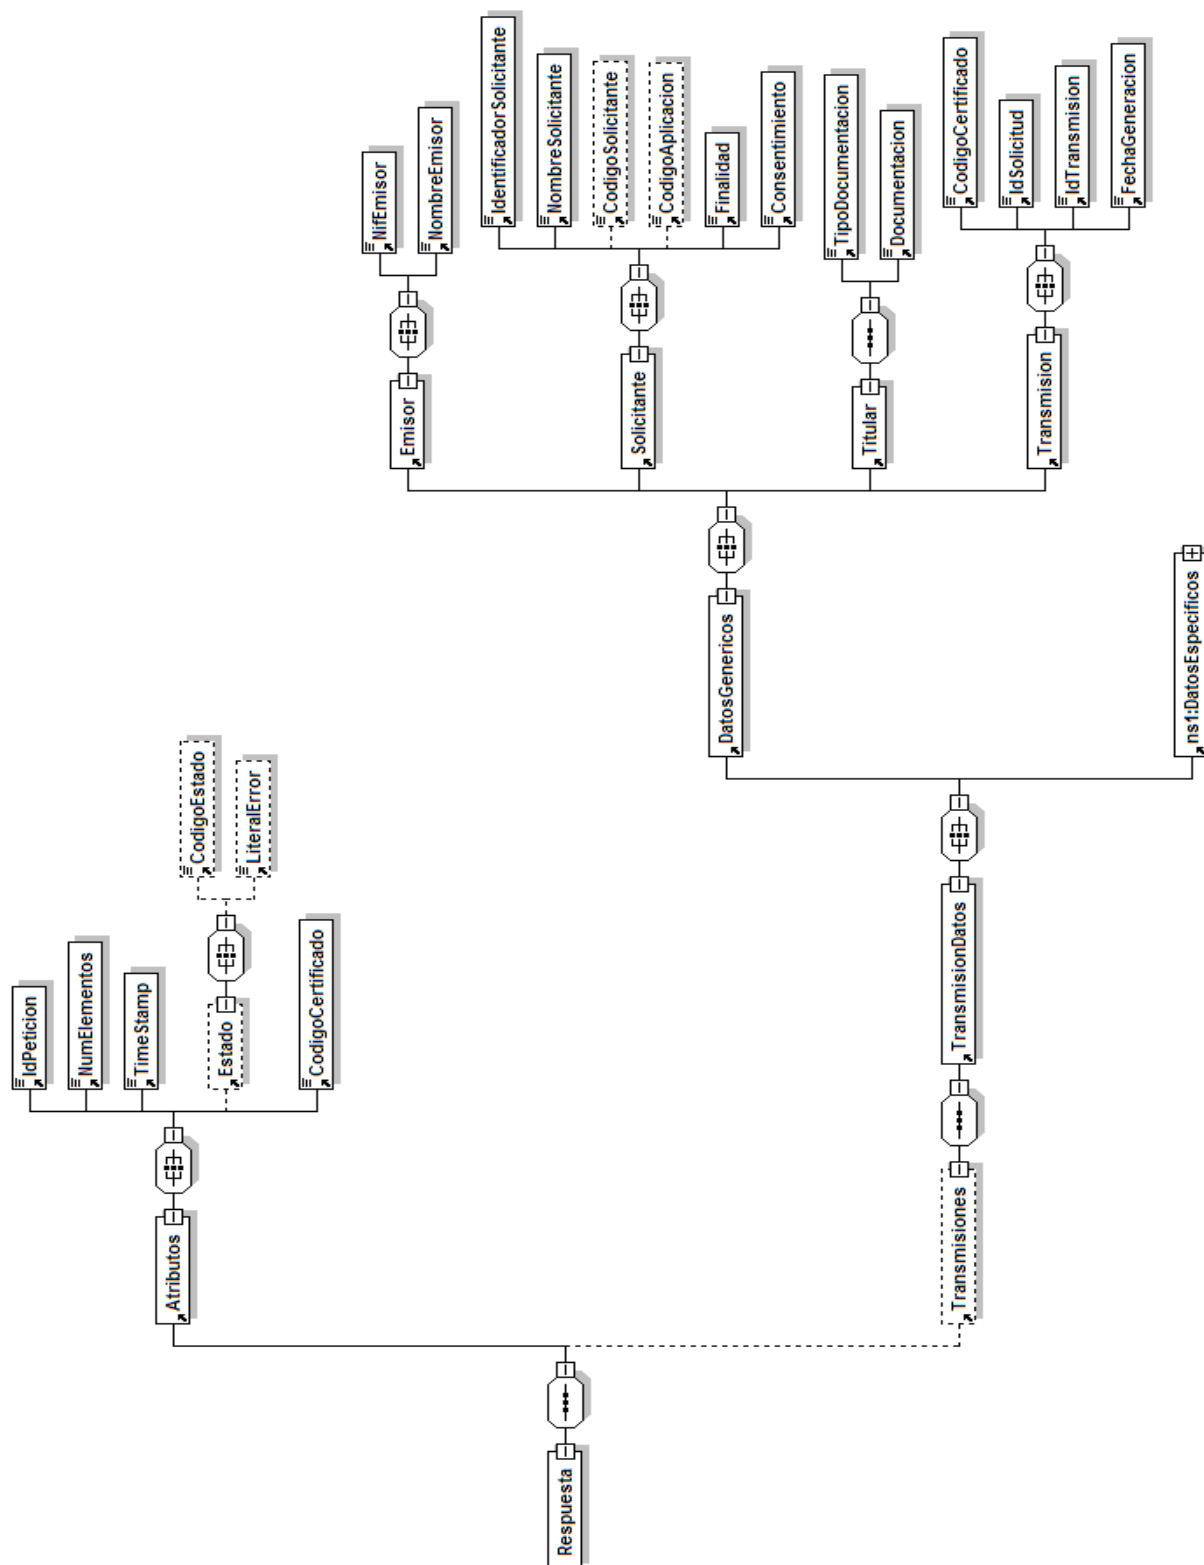 Respuesta
Atributos
IdPeticion
NumElementos
TimeStamp
Estado
CodigoEstado
LiteralError
CodigoCertificado
Transmisiones
TransmisionDatos
DatosGenericos
Emisor
NifEmisor
NombreEmisor
Solicitante
IdentificadorSolicitante
NombreSolicitante
CodigoSolicitante
CodigoAplicacion
Finalidad
Consentimiento
Titular
TipoDocumentacion
Documentacion
Transmision
CodigoCertificado
IdSolicitud
IdTransmision
FechaGeneracion
ns1:DatosEspecificos